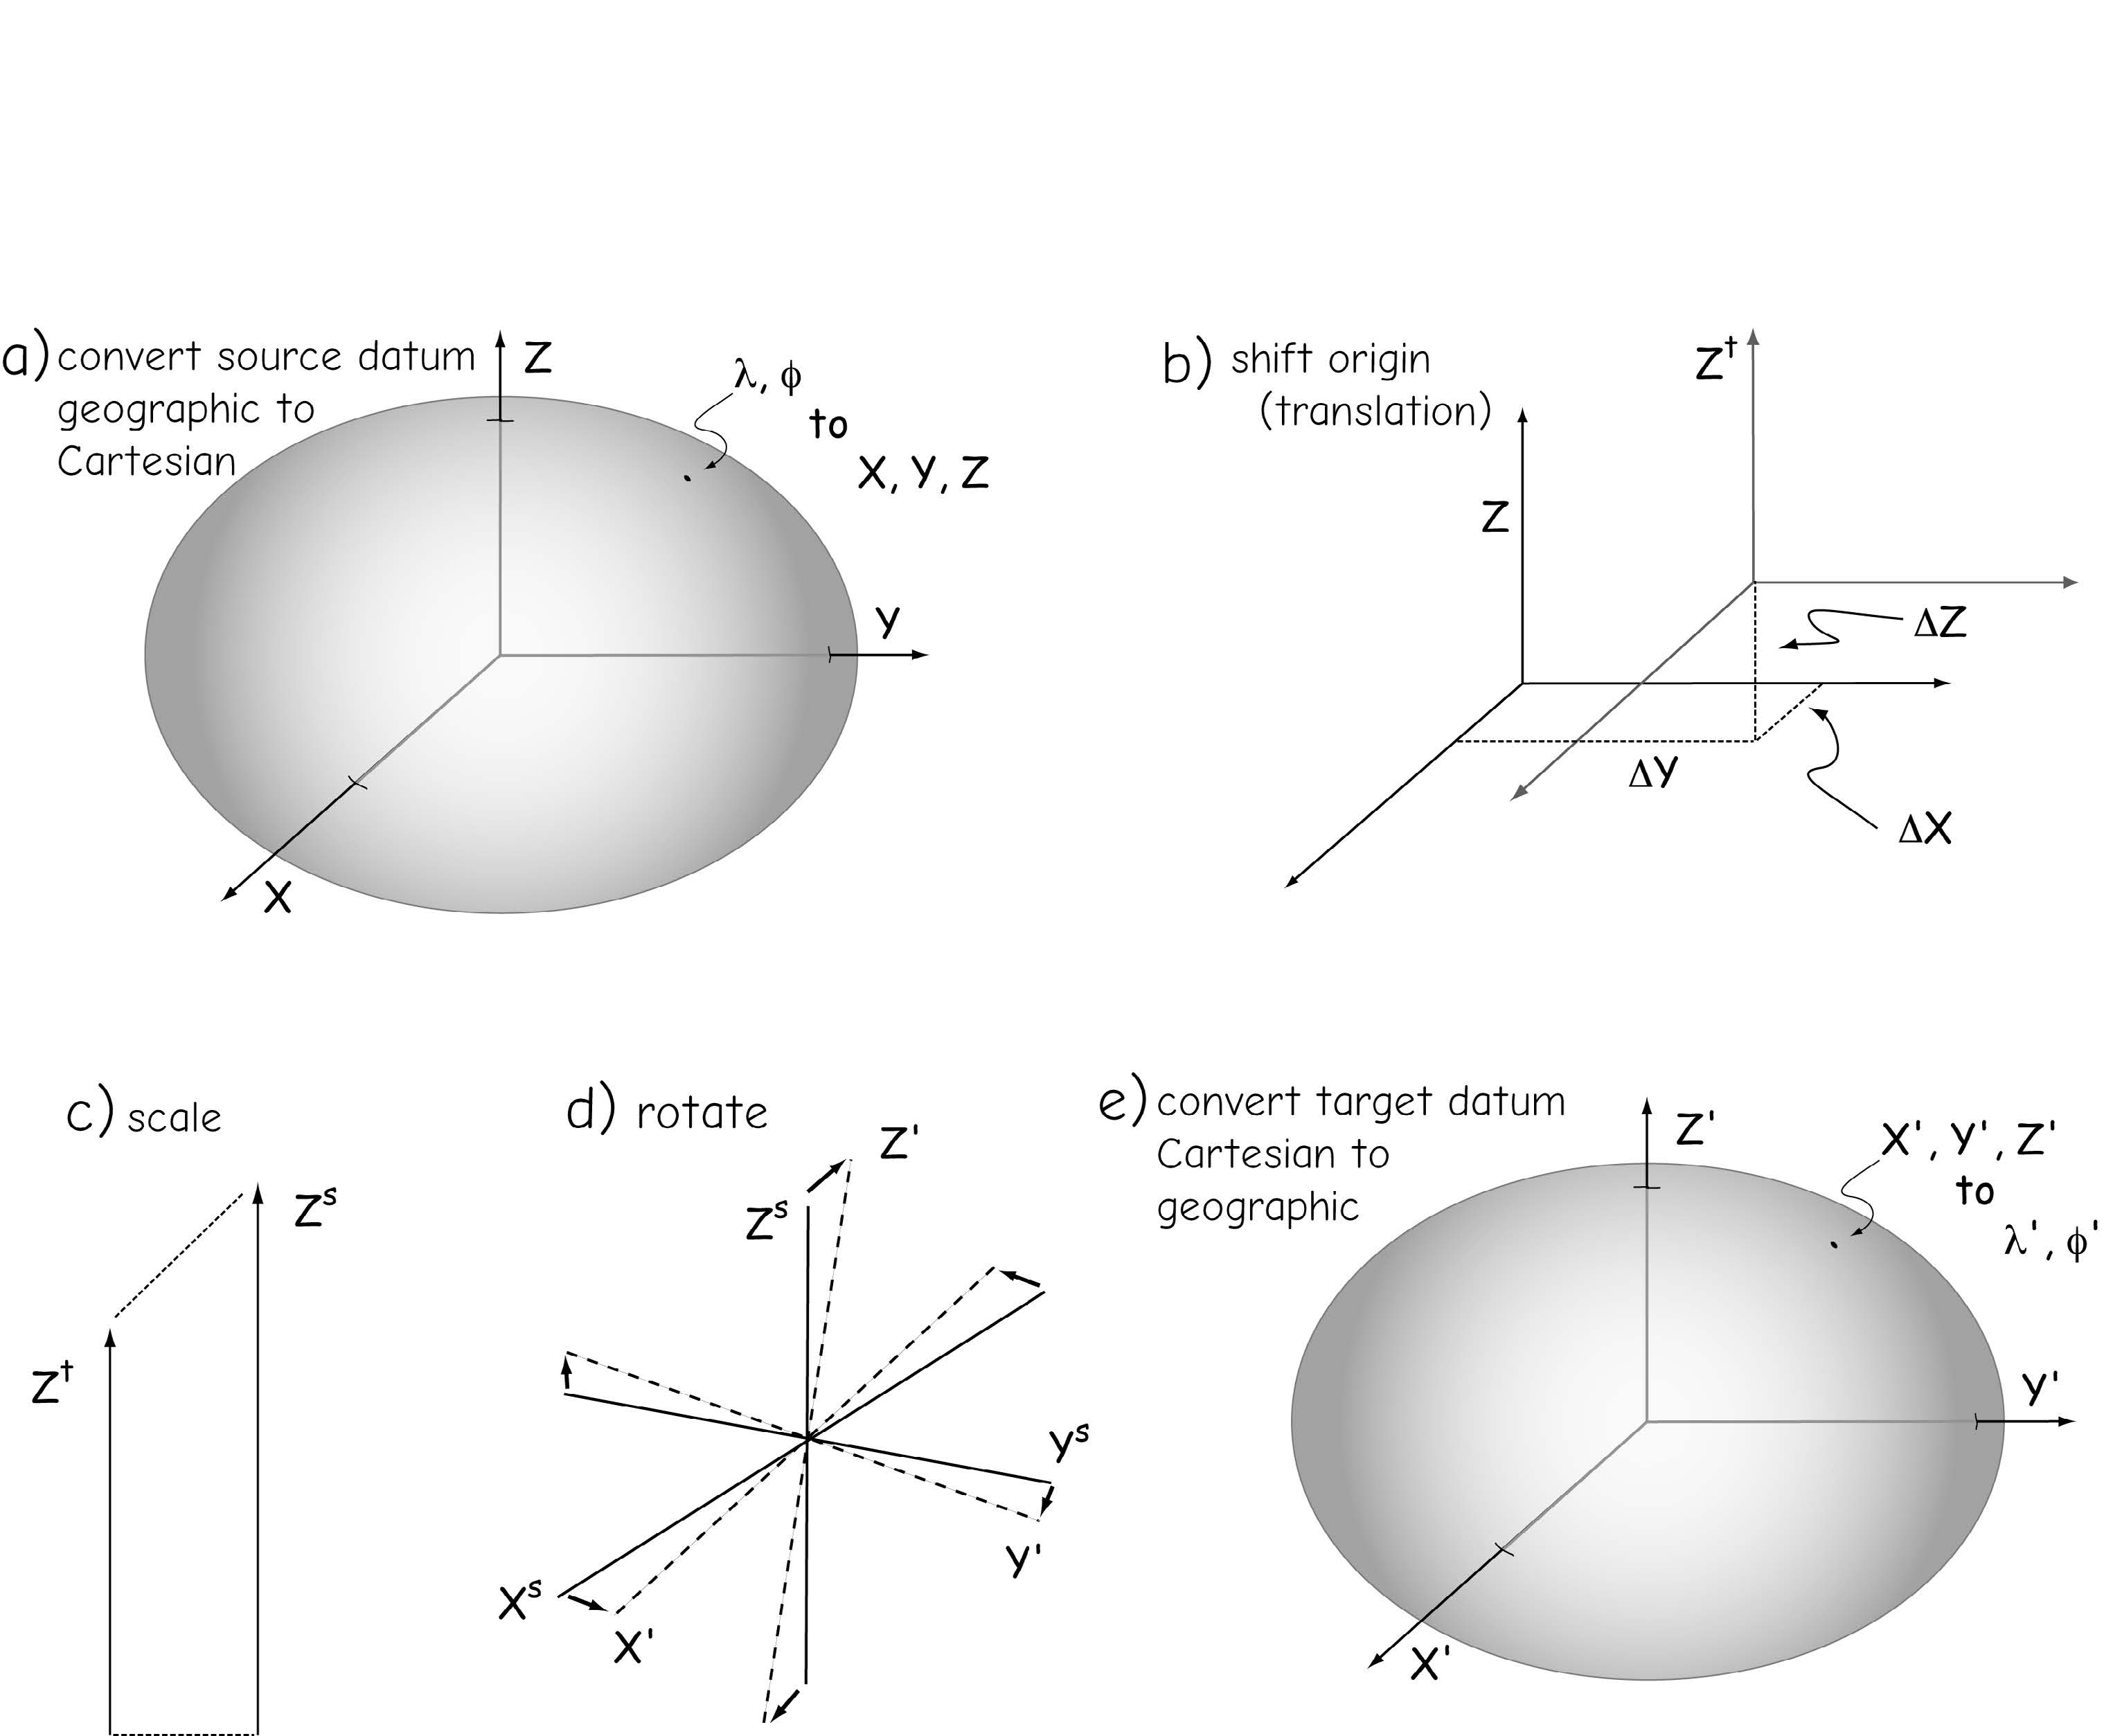 a) convert source datum
geographic to
Cartesian
Z
λ, ϕ
to
X, Y, Z
Y
X
b) shift origin
(translation)
Z
Z^t
ΔZ
ΔY
ΔX
c) scale
Z^t
Z^s
d) rotate
Z^s
Z'
Y^s
Y'
X^s
X'
e) convert target datum
Cartesian to
geographic
Z'
X', Y', Z'
to
λ', ϕ'
Y'
X'